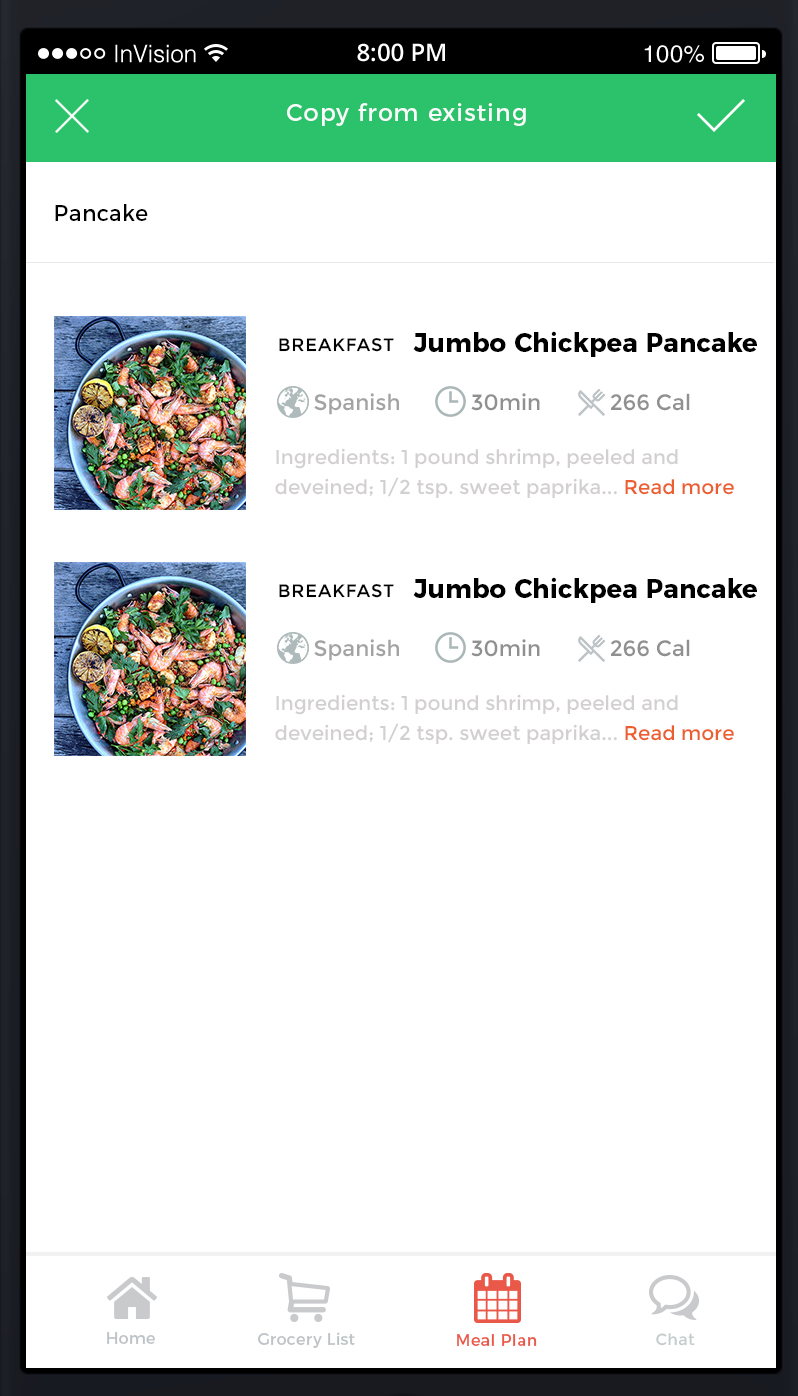 InVision 8:00 PM 100%
Copy from existing
Pancake
BREAKFAST Jumbo Chickpea Pancake
Spanish 30min 266 Cal
Ingredients: 1 pound shrimp, peeled and
deveined; 1/2 tsp. sweet paprika... Read more
BREAKFAST Jumbo Chickpea Pancake
Spanish 30min 266 Cal
Ingredients: 1 pound shrimp, peeled and
deveined; 1/2 tsp. sweet paprika... Read more
Home Grocery List Meal Plan Chat